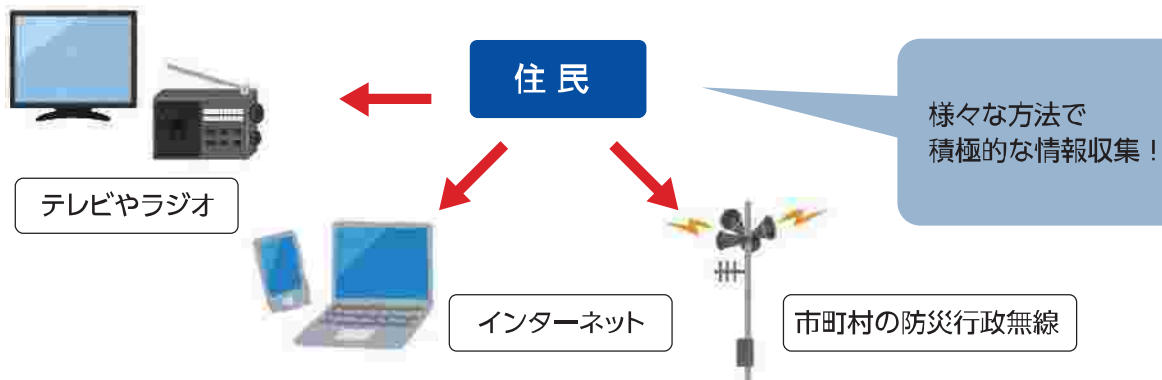 住民
様々な方法で
積極的な情報収集！
テレビやラジオ
インターネット
市町村の防災行政無線